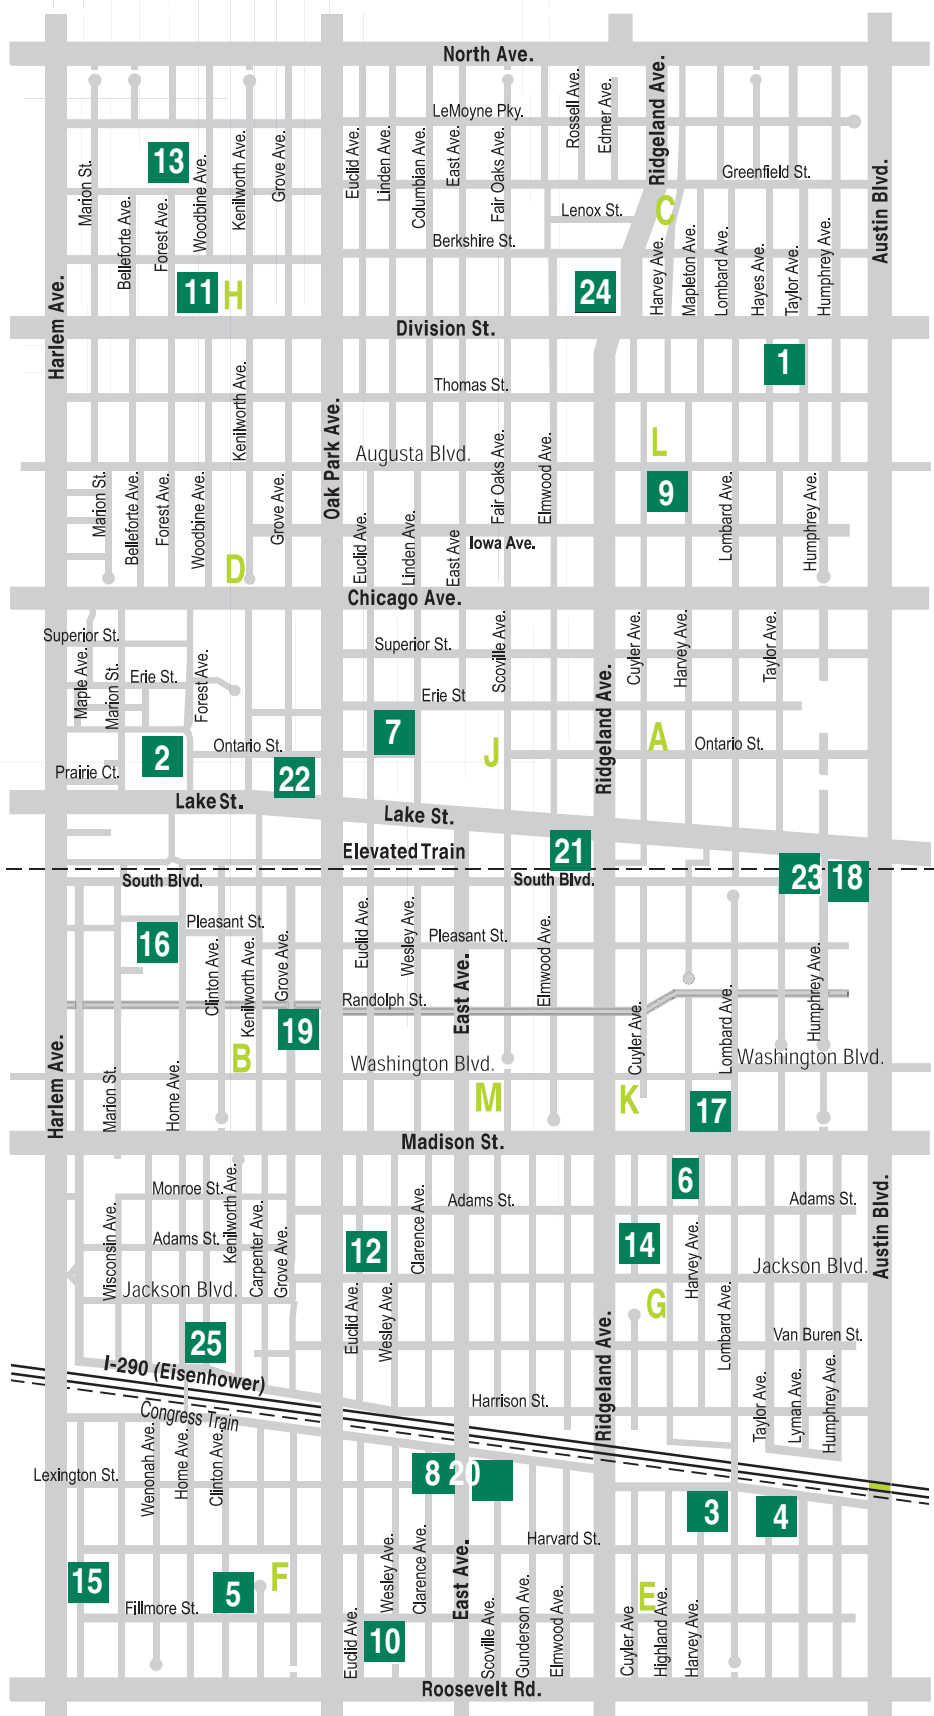 North Ave.
Ridgeland Ave.
Rossell Ave.
Edmer Ave.
LeMoyne Pky.
Marion St.
13
Woodbine Ave.
Kenilworth Ave.
Grove Ave.
Euclid Ave.
Linden Ave.
Columbian Ave.
East Ave.
Fair Oaks Ave.
Greenfield St.
Austin Blvd.
Belleforte Ave.
Forest Ave.
Lenox St.
C
Berkshire St.
Harvey Ave.
Mapleton Ave.
Lombard Ave.
Hayes Ave.
Taylor Ave.
Humphrey Ave.
Harlem Ave.
11
H
24
Division St.
1
Kenilworth Ave.
Thomas St.
Oak Park Ave.
Augusta Blvd.
L
Fair Oaks Ave.
Elmwood Ave.
9
Marion St.
Belleforte Ave.
Forest Ave.
Woodbine Ave.
Grove Ave.
Lombard Ave.
Humphrey Ave.
Euclid Ave.
Linden Ave.
East Ave
Iowa Ave.
D
Chicago Ave.
Superior St.
Superior St.
Scoville Ave.
Cuyler Ave.
Harvey Ave.
Taylor Ave.
Maple Ave.
Marion St.
Erie St.
Forest Ave.
Erie St
Ridgeland Ave.
2
Ontario St.
7
J
A
Ontario St.
Prairie Ct.
22
Lake St.
Lake St.
Elevated Train
21
South Blvd.
South Blvd.
23
18
Pleasant St.
16
Clinton Ave.
Kenilworth Ave.
Grove Ave.
Euclid Ave.
Wesley Ave.
Pleasant St.
East Ave.
Elmwood Ave.
Humphrey Ave.
Randolph St.
Harlem Ave.
19
B
Cuyler Ave.
Lombard Ave.
Washington Blvd.
Washington Blvd.
Marion St.
Home Ave.
M
K
17
Madison St.
6
Monroe St.
Kenilworth Ave.
Adams St.
Adams St.
Austin Blvd.
Wisconsin Ave.
Adams St.
Carpenter Ave.
Grove Ave.
12
Clarence Ave.
14
Harvey Ave.
Jackson Blvd.
Jackson Blvd.
Euclid Ave.
Wesley Ave.
G
Ridgeland Ave.
Lombard Ave.
Van Buren St.
25
I-290 (Eisenhower)
Harrison St.
Taylor Ave.
Lyman Ave.
Humphrey Ave.
Congress Train
Lexington St.
Wenonah Ave.
Home Ave.
Clinton Ave.
8
20
3
4
Harvard St.
15
5
F
Wesley Ave.
Clarence Ave.
East Ave.
E
Fillmore St.
Euclid Ave.
10
Scoville Ave.
Gunderson Ave.
Elmwood Ave.
Cuyler Ave
Highland Ave.
Harvey Ave.
Roosevelt Rd.